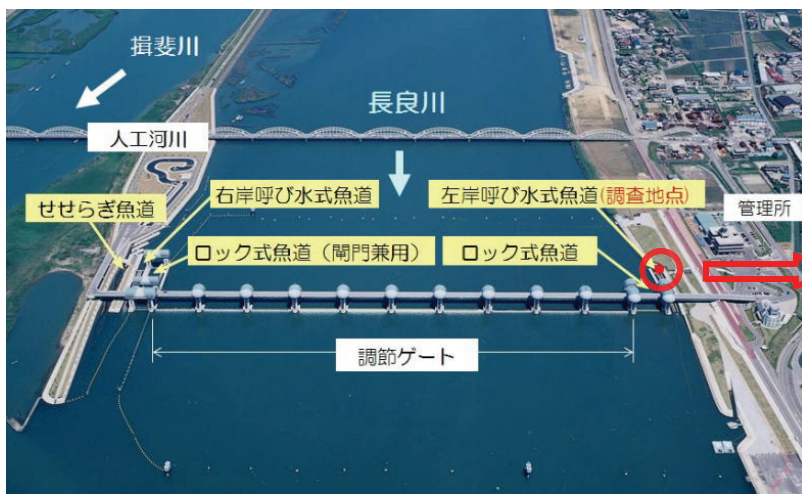 揖斐川
長良川
人工河川
右岸呼び水式魚道
左岸呼び水式魚道(調査地点)
せせらぎ魚道
管理所
ロック式魚道（閘門兼用）
ロック式魚道
調節ゲート